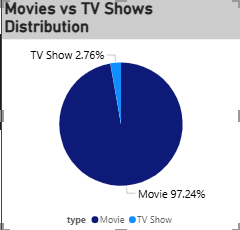 Movies vs TV Shows
Distribution
TV Show 2.76%
Movie 97.24%
type Movie TV Show